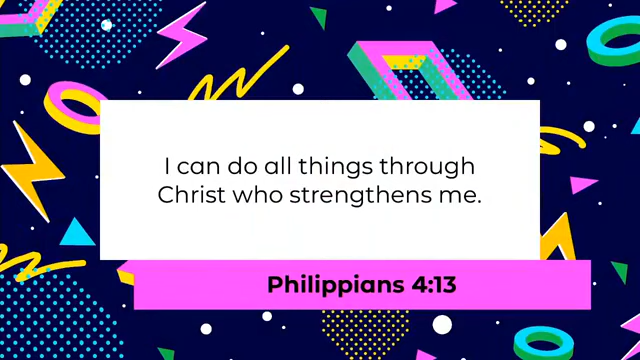 I can do all things through
Christ who strengthens me.
Philippians 4:13